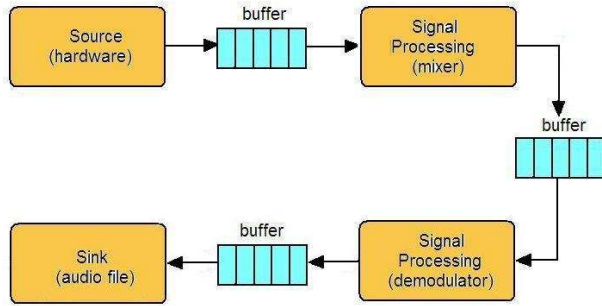 Source
(hardware)
buffer
Signal
Processing
(mixer)
buffer
Signal
Processing
(demodulator)
buffer
Sink
(audio file)